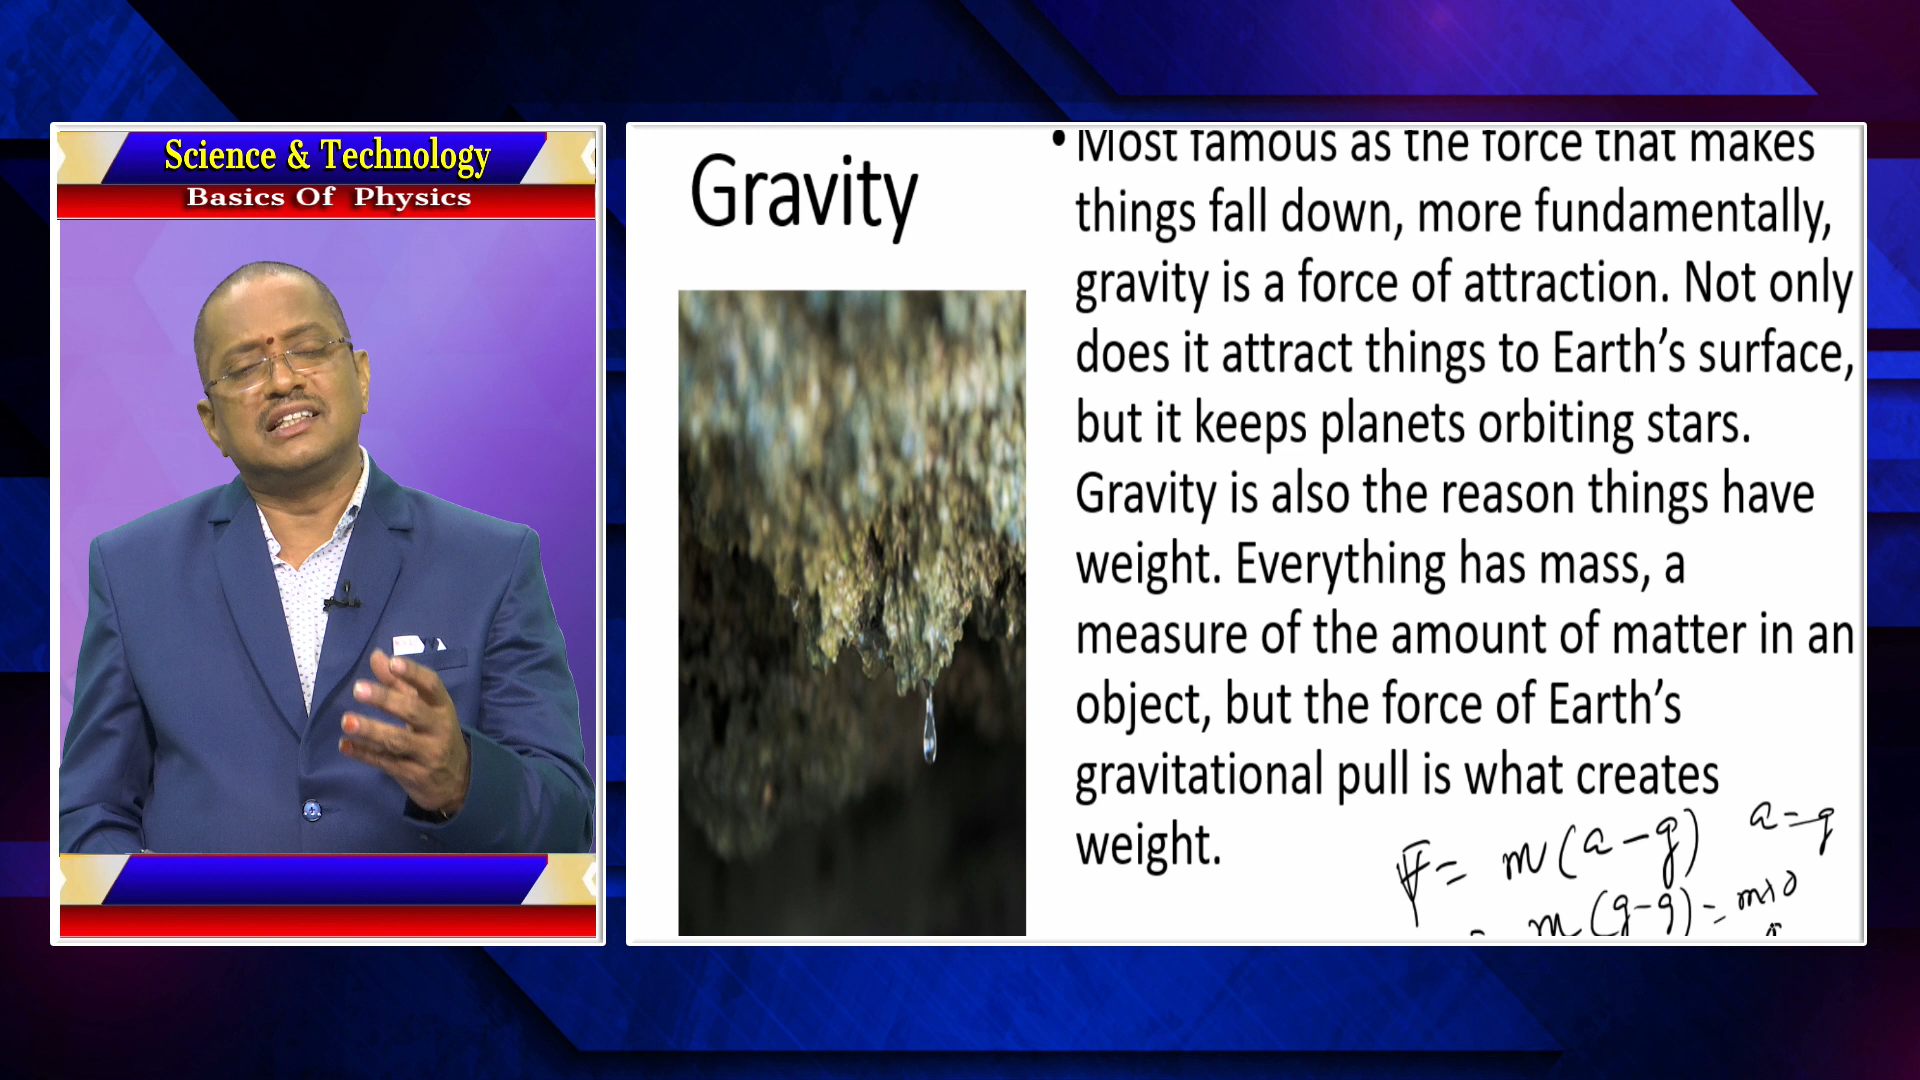 Science & Technology
Basics Of Physics
Gravity
• Most famous as the force that makes
things fall down, more fundamentally,
gravity is a force of attraction. Not only
does it attract things to Earth’s surface,
but it keeps planets orbiting stars.
Gravity is also the reason things have
weight. Everything has mass, a
measure of the amount of matter in an
object, but the force of Earth’s
gravitational pull is what creates
weight.
F = m(a-g) a=g
= m(g-g) = m×0